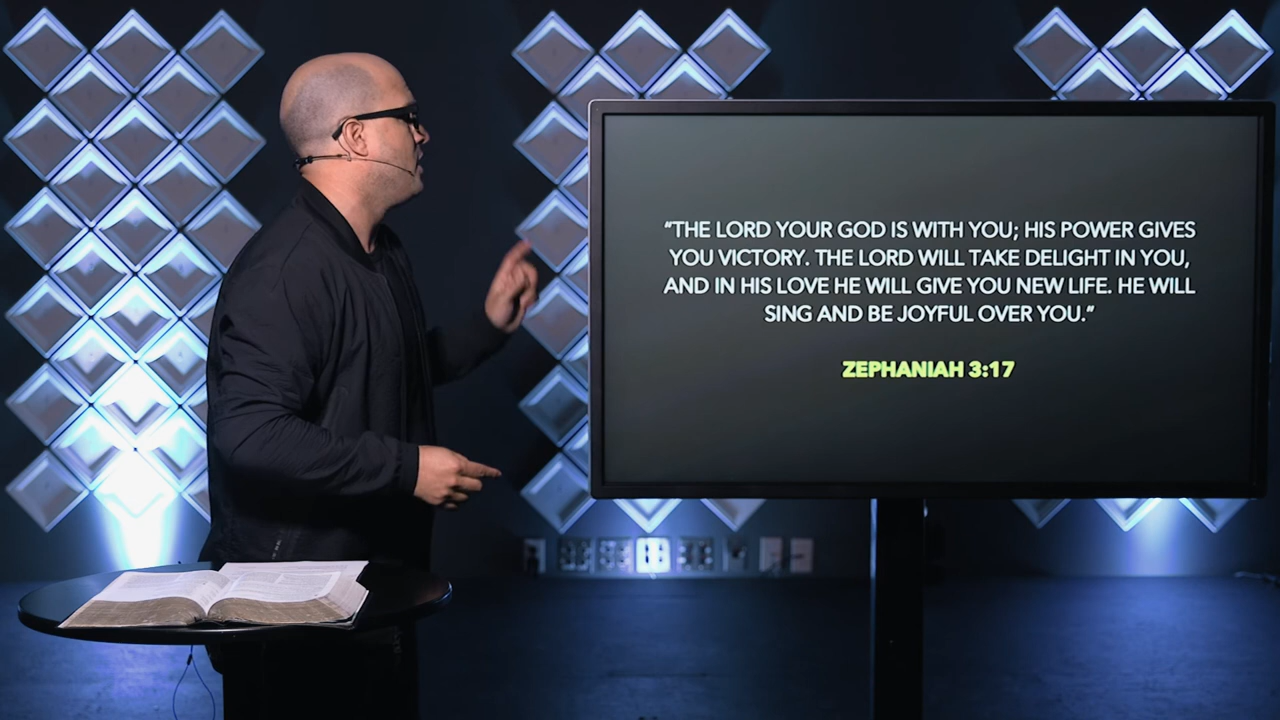 “THE LORD YOUR GOD IS WITH YOU; HIS POWER GIVES
YOU VICTORY. THE LORD WILL TAKE DELIGHT IN YOU,
AND IN HIS LOVE HE WILL GIVE YOU NEW LIFE. HE WILL
SING AND BE JOYFUL OVER YOU.”
ZEPHANIAH 3:17